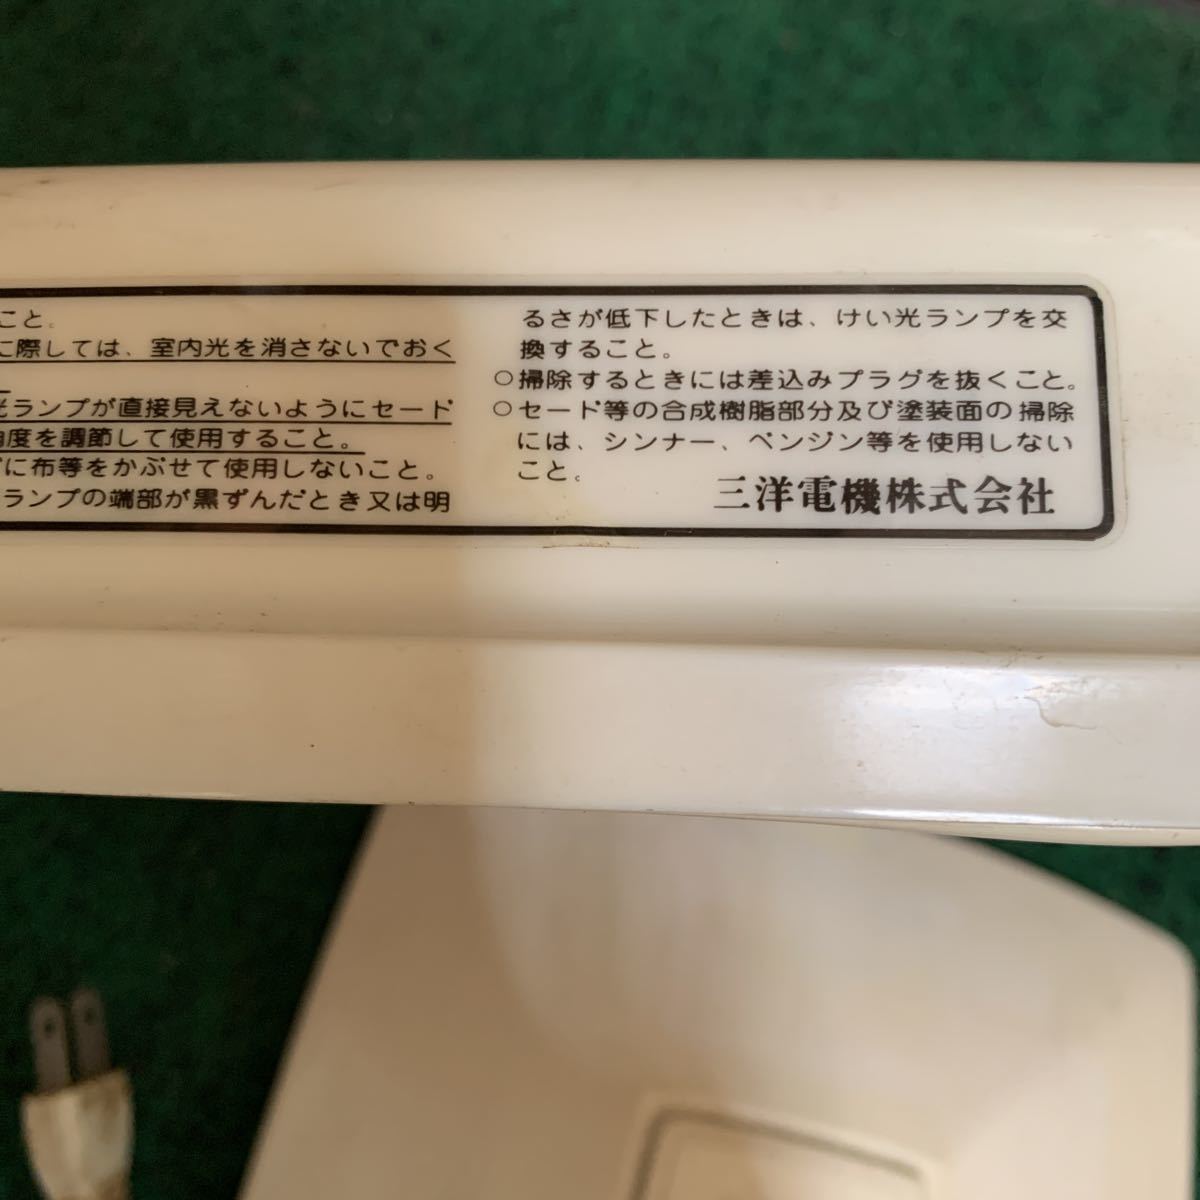 こと。
に際しては、室内光を消さないでおく
光ランプが直接見えないようにセード
角度を調節して使用すること。
に布等をかぶせて使用しないこと。
ランプの端部が黒ずんだとき又は明
るさが低下したときは、けい光ランプを交
換すること。
○掃除するときには差込みプラグを抜くこと。
○セード等の合成樹脂部分及び塗装面の掃除
には、シンナー、ベンジン等を使用しない
こと。
三洋電機株式会社